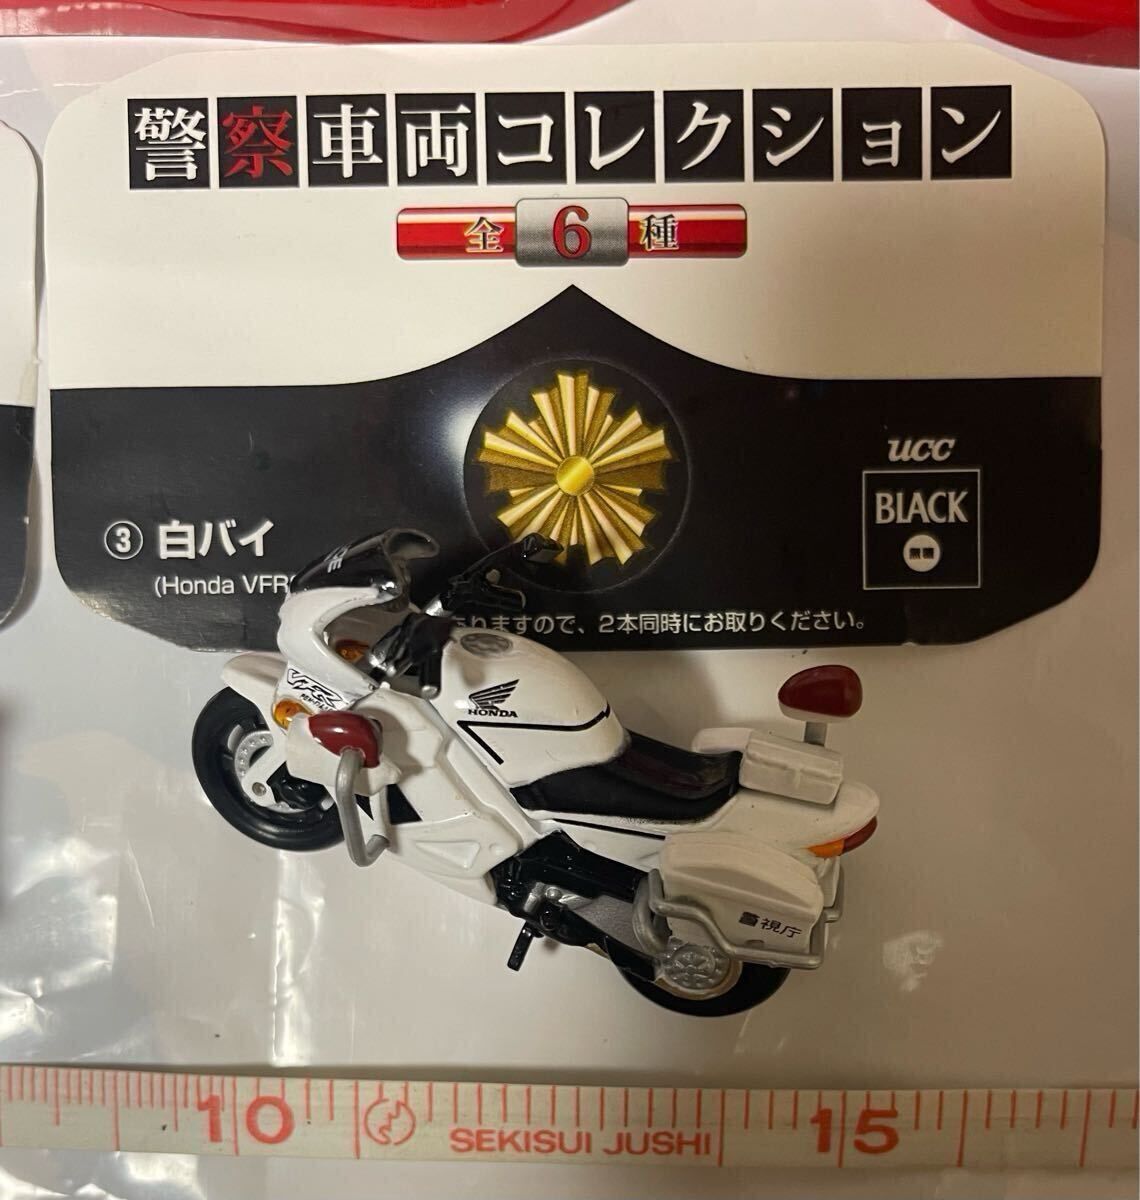 警察車両コレクション
全6種
ucc
BLACK
無糖
③ 白バイ
(Honda VFR
りますので、2本同時にお取りください。
VFR
HONDA
警視庁
10 15
SEKISUI JUSHI